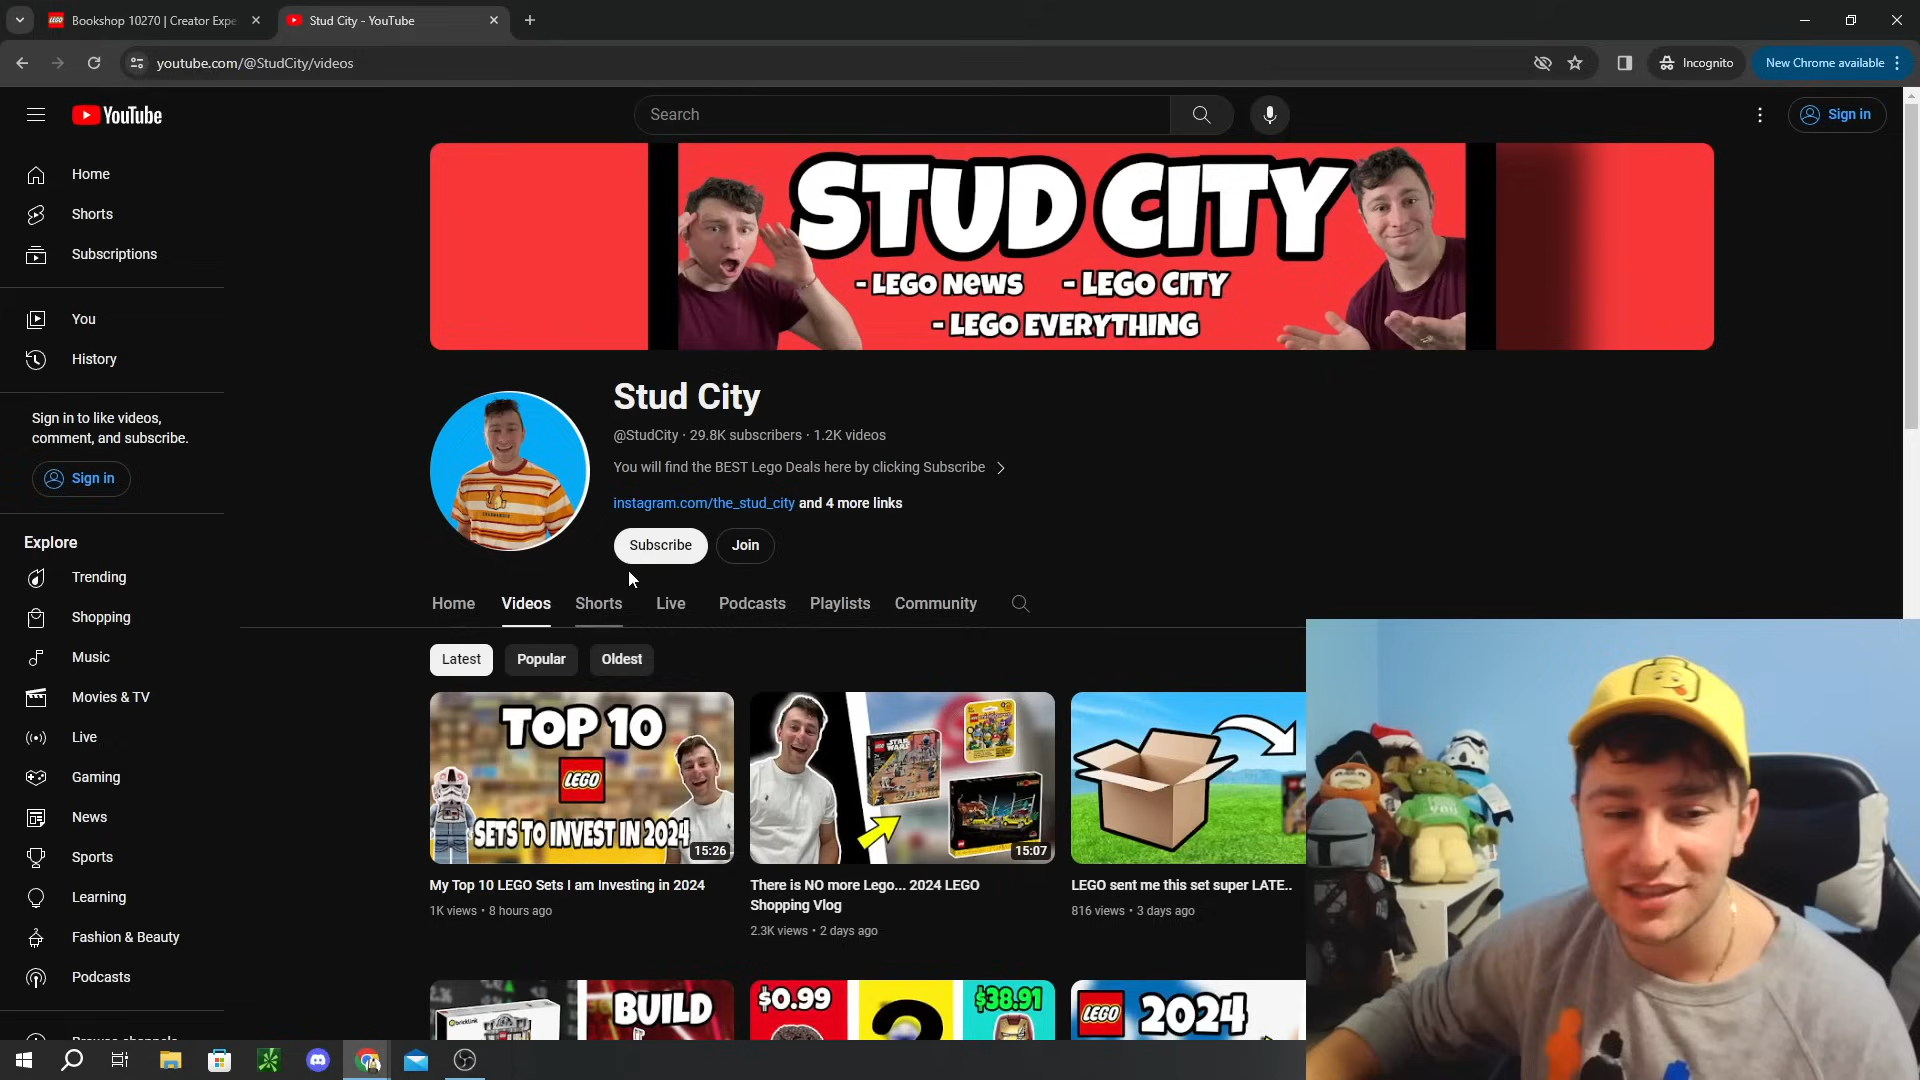 Bookshop 10270 | Creator Expe
Stud City - YouTube
youtube.com/@StudCity/videos
Incognito
New Chrome available
YouTube
Search
Sign in
Home
Shorts
Subscriptions
You
History
Sign in to like videos,
comment, and subscribe.
Sign in
Explore
Trending
Shopping
Music
Movies & TV
Live
Gaming
News
Sports
Learning
Fashion & Beauty
Podcasts
STUD CITY
- LEGO NEWS - LEGO CITY
- LEGO EVERYTHING
Stud City
@StudCity · 29.8K subscribers · 1.2K videos
You will find the BEST Lego Deals here by clicking Subscribe
instagram.com/the_stud_city and 4 more links
Subscribe
Join
Home Videos Shorts Live Podcasts Playlists Community
Latest Popular Oldest
TOP 10
LEGO
SETS TO INVEST IN 2024
15:26
My Top 10 LEGO Sets I am Investing in 2024
1K views • 8 hours ago
STAR WARS
15:07
There is NO more Lego... 2024 LEGO
Shopping Vlog
2.3K views • 2 days ago
LEGO sent me this set super LATE..
816 views • 3 days ago
bricklink
BUILD
$0.99
?
$38.91
LEGO
2024